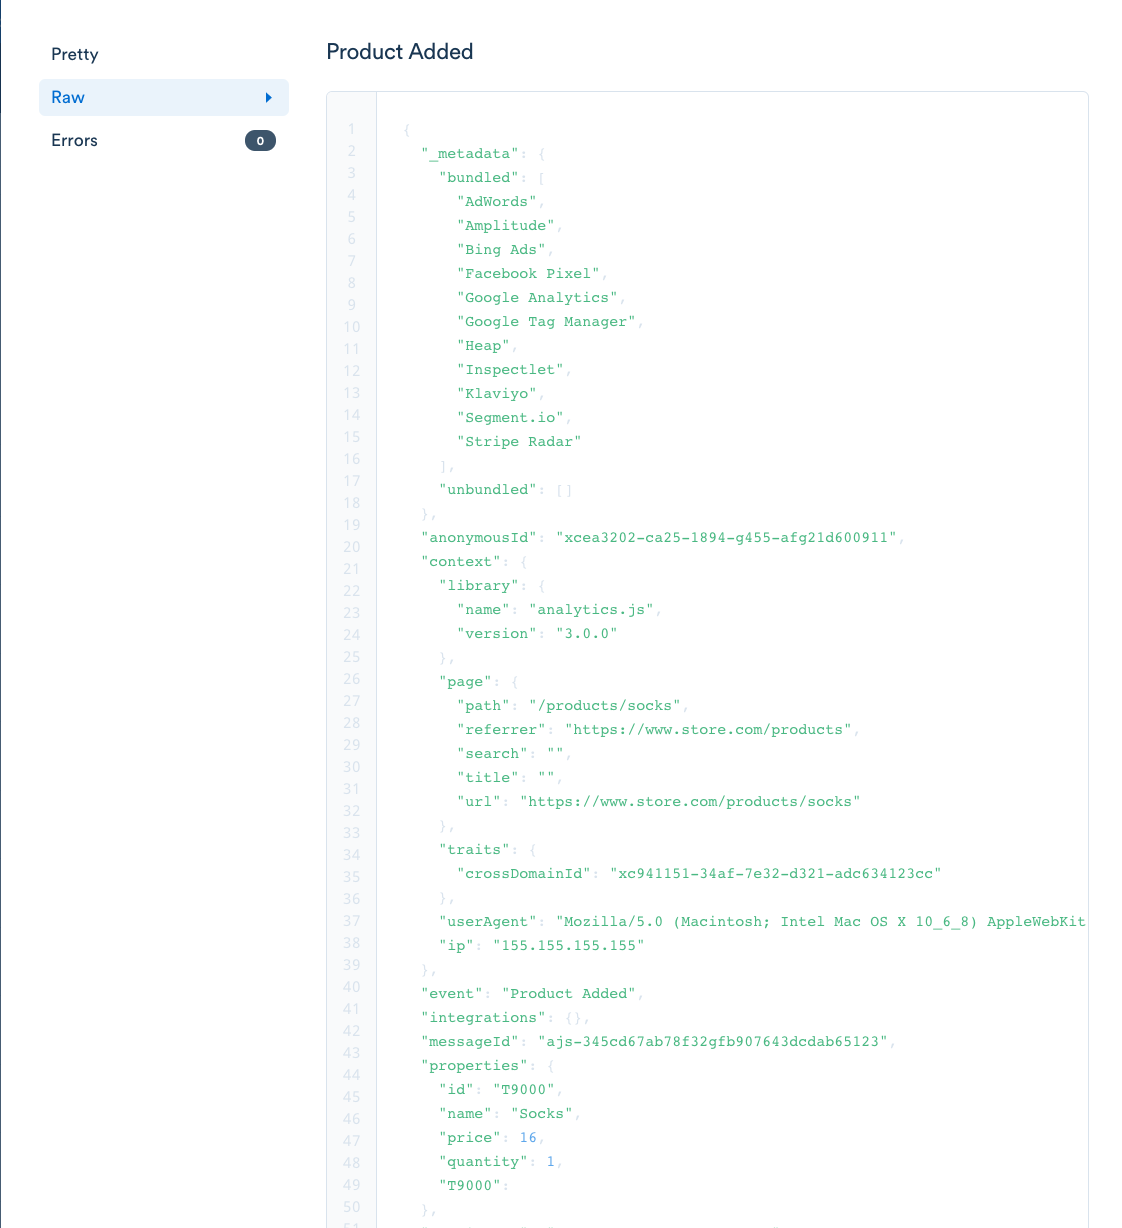 Pretty
Raw
Errors 0
Product Added
1 {
2 "_metadata": {
3 "bundled": [
4 "AdWords",
5 "Amplitude",
6 "Bing Ads",
7 "Facebook Pixel",
8 "Google Analytics",
9 "Google Tag Manager",
10 "Heap",
11 "Inspectlet",
12 "Klaviyo",
13 "Segment.io",
14 "Stripe Radar"
15 ],
16 "unbundled": []
17 },
18 "anonymousId": "xcea3202-ca25-1894-g455-afg21d600911",
19 "context": {
20 "library": {
21 "name": "analytics.js",
22 "version": "3.0.0"
23 },
24 "page": {
25 "path": "/products/socks",
26 "referrer": "https://www.store.com/products",
27 "search": "",
28 "title": "",
29 "url": "https://www.store.com/products/socks"
30 },
31 "traits": {
32 "crossDomainId": "xc941151-34af-7e32-d321-adc634123cc"
33 },
34 "userAgent": "Mozilla/5.0 (Macintosh; Intel Mac OS X 10_6_8) AppleWebKit
35 "ip": "155.155.155.155"
36 },
37 "event": "Product Added",
38 "integrations": {},
39 "messageId": "ajs-345cd67ab78f32gfb907643dcdab65123",
40 "properties": {
41 "id": "T9000",
42 "name": "Socks",
43 "price": 16,
44 "quantity": 1,
45 "T9000":
46 },
47
48
49
50
51